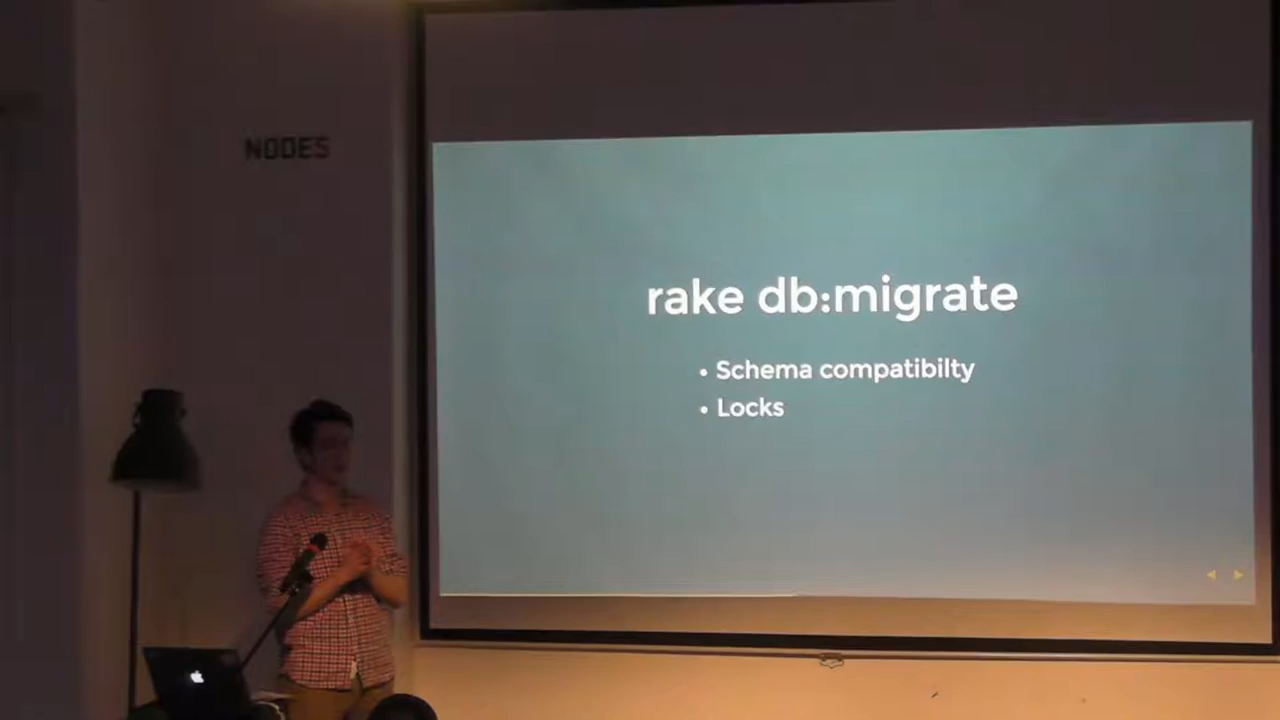 NODES
rake db:migrate
• Schema compatibilty
• Locks